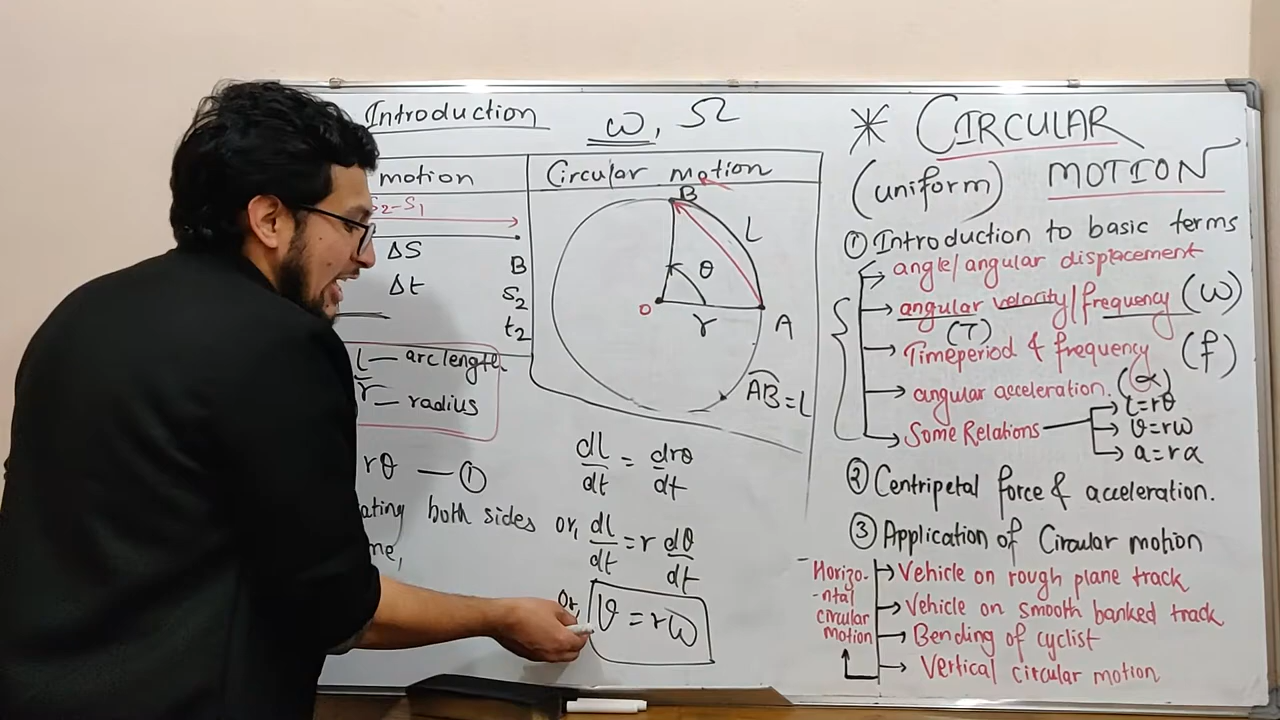 Introduction
ω, Ω
motion
Circular motion
S2-S1
ΔS
Δt
B
S2
t2
B
L
θ
O
r
A
AB=L
L — arc length
r — radius
rθ — ①
ating both sides
me,
dl/dt = drθ/dt
or, dl/dt = r dθ/dt
or, v = rω
* CIRCULAR
(uniform) MOTION
① Introduction to basic terms
→ angle/angular displacement
→ angular velocity/frequency (ω)
(T)
→ Timeperiod & frequency (f)
→ angular acceleration. (α)
→ Some Relations
→ l=rθ
→ v=rω
→ a=rα
② Centripetal force & acceleration.
③ Application of Circular motion
Horizo-
-ntal
circular
motion
→ Vehicle on rough plane track
→ Vehicle on smooth banked track
→ Bending of cyclist
→ Vertical circular motion